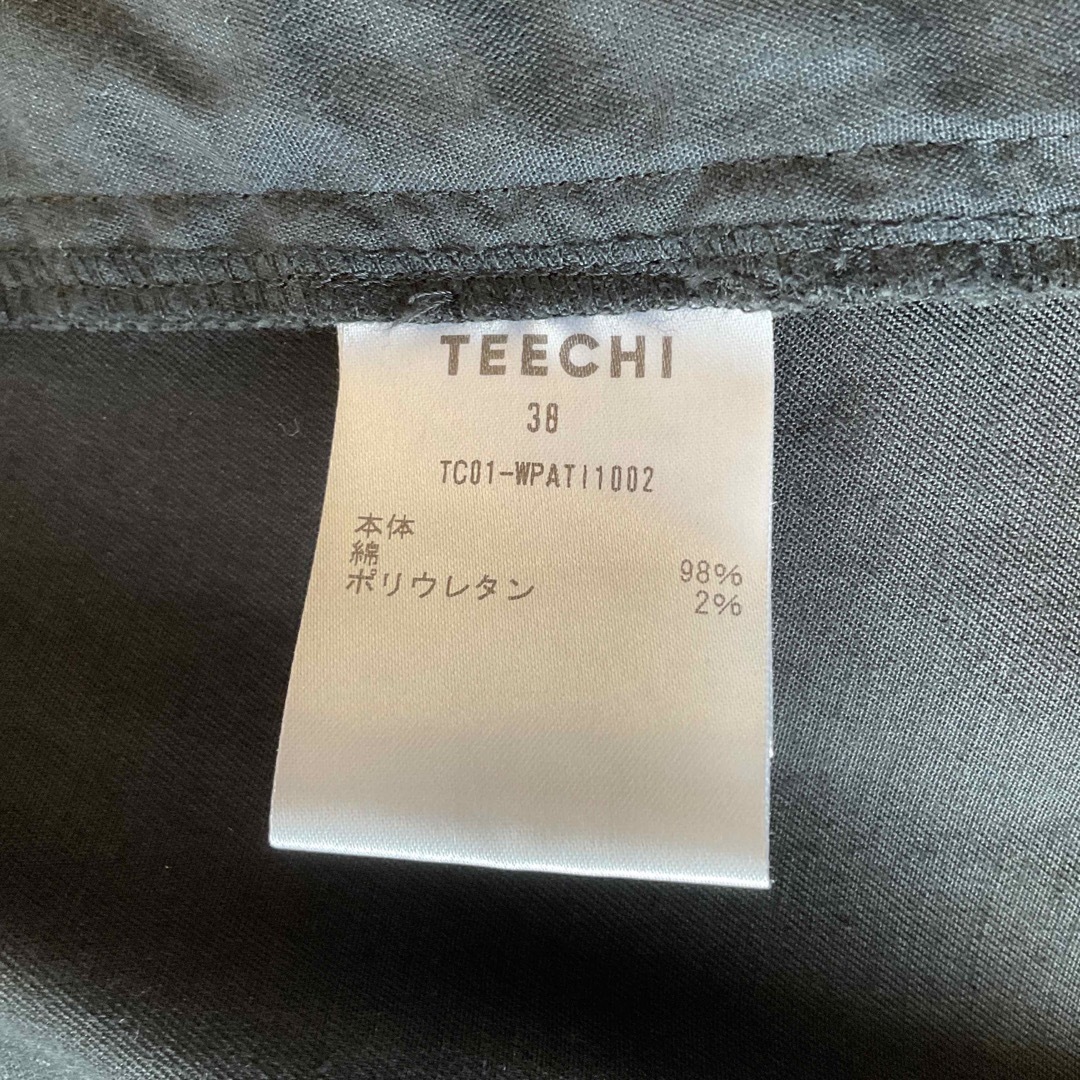 TEECHI
38
TC01-WPATI1002
本体
綿 98%
ポリウレタン 2%